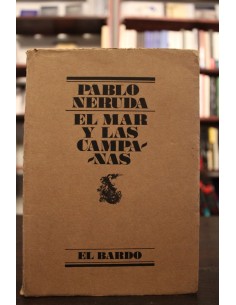 PABLO
NERUDA
EL MAR
Y LAS
CAMPA-
-NAS
EL BARDO